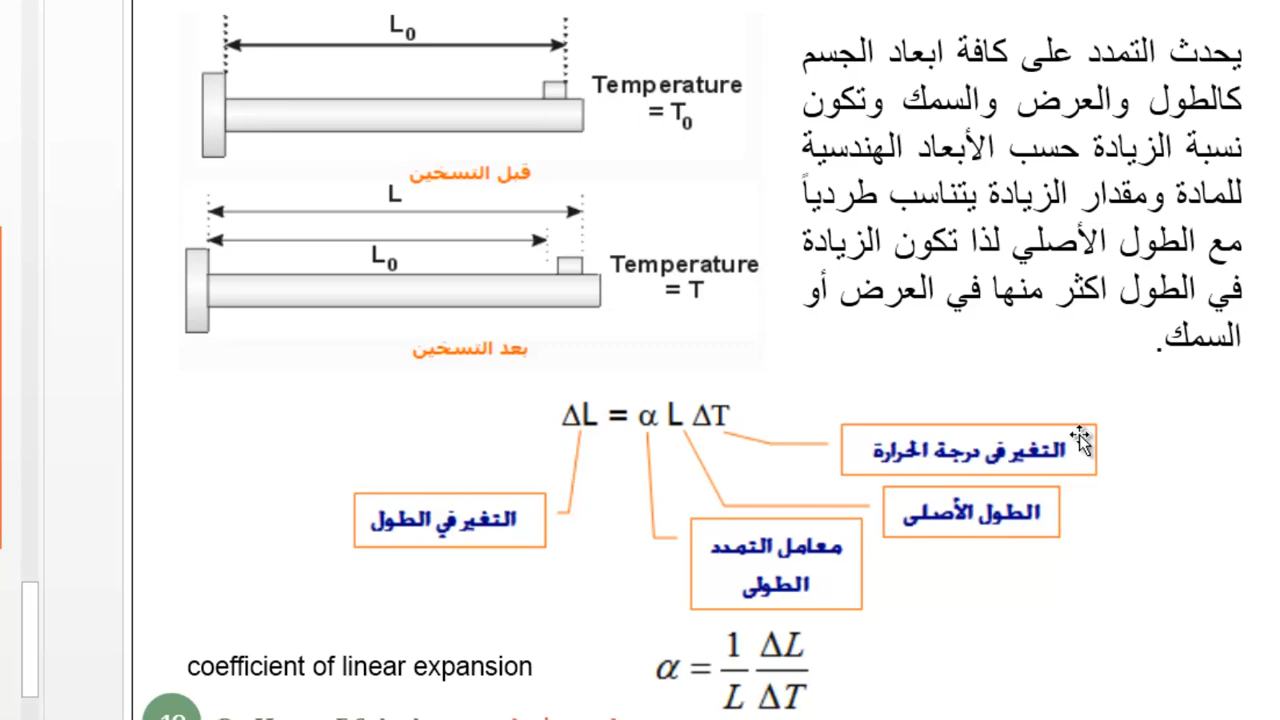 L₀
Temperature
= T₀
قبل التسخين
L
L₀
Temperature
= T
بعد التسخين
يحدث التمدد على كافة ابعاد الجسم
كالطول والعرض والسمك وتكون
نسبة الزيادة حسب الأبعاد الهندسية
للمادة ومقدار الزيادة يتناسب طردياً
مع الطول الأصلي لذا تكون الزيادة
في الطول اكثر منها في العرض أو
السمك.
ΔL = α L ΔT
التغير فى درجة الحرارة
الطول الأصلى
التغير في الطول
معامل التمدد
الطولى
coefficient of linear expansion
α = 1/L ΔL/ΔT